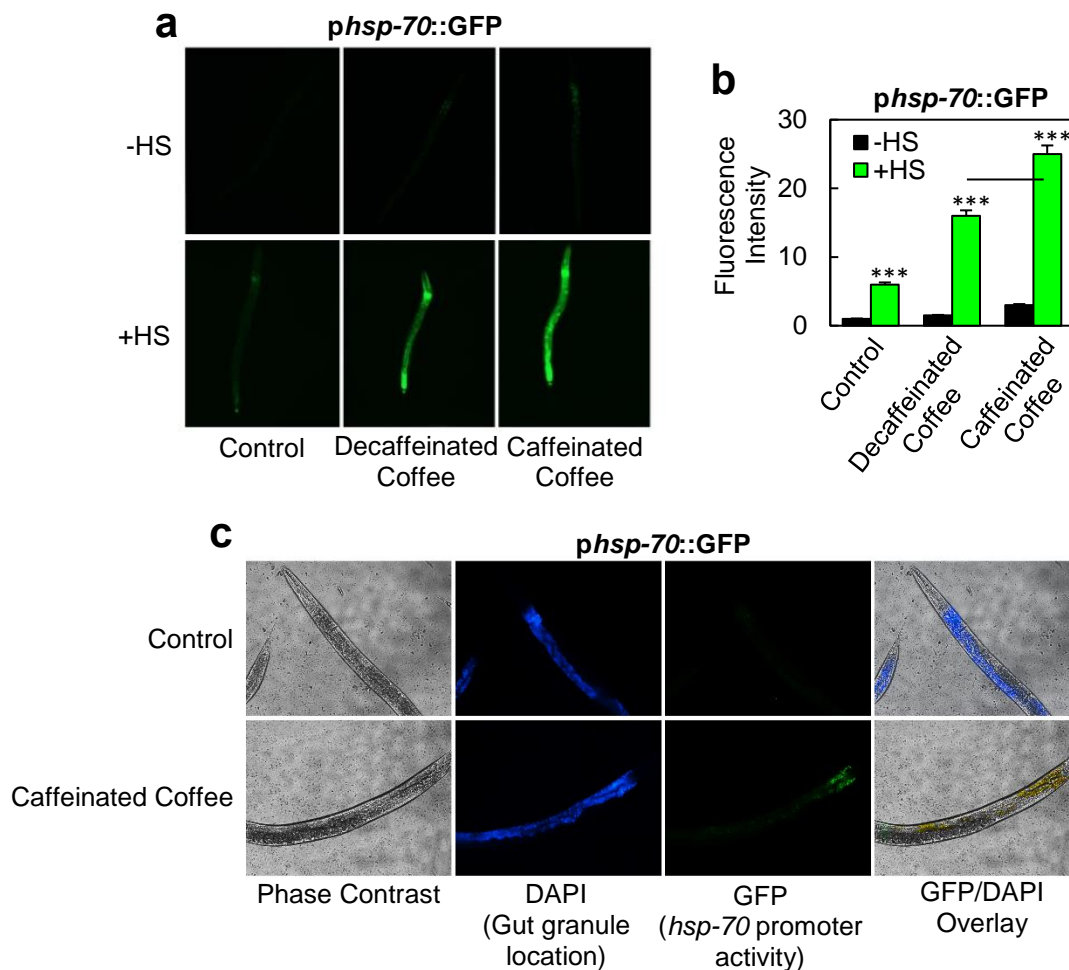 a
phsp-70::GFP
-HS
+HS
Control
Decaffeinated
Coffee
Caffeinated
Coffee
b
phsp-70::GFP
Fluorescence
Intensity
30
20
10
0
-HS
+HS
***
***
***
Control
Decaffeinated
Coffee
Caffeinated
Coffee
c
phsp-70::GFP
Control
Caffeinated Coffee
Phase Contrast
DAPI
(Gut granule
location)
GFP
(hsp-70 promoter
activity)
GFP/DAPI
Overlay